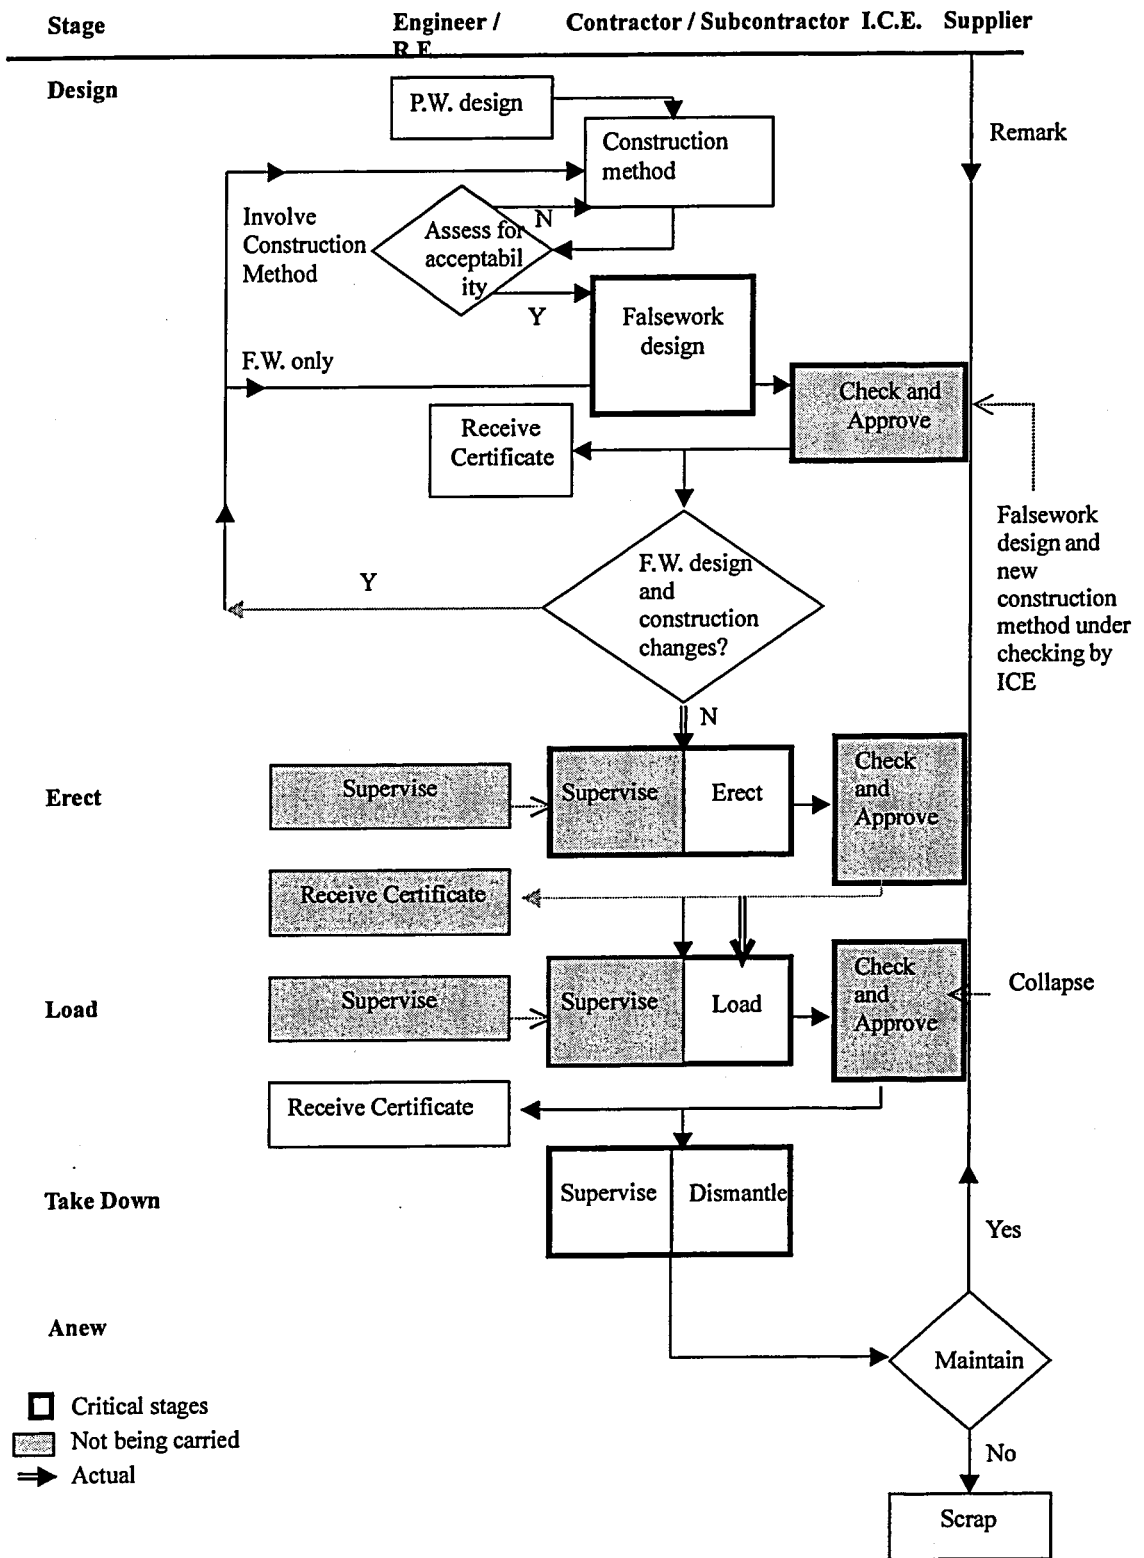 Stage
Engineer /
R.E.
Contractor / Subcontractor
I.C.E.
Supplier
Design
P.W. design
Construction
method
Remark
Involve
Construction
Method
Assess for
acceptabil
ity
N
Y
Falsework
design
F.W. only
Check and
Approve
Receive
Certificate
Falsework
design and
new
construction
method under
checking by
ICE
F.W. design
and
construction
changes?
Y
N
Erect
Supervise
Supervise
Erect
Check
and
Approve
Receive Certificate
Load
Supervise
Supervise
Load
Check
and
Approve
Collapse
Receive Certificate
Take Down
Supervise
Dismantle
Yes
Anew
Maintain
Critical stages
Not being carried
Actual
No
Scrap